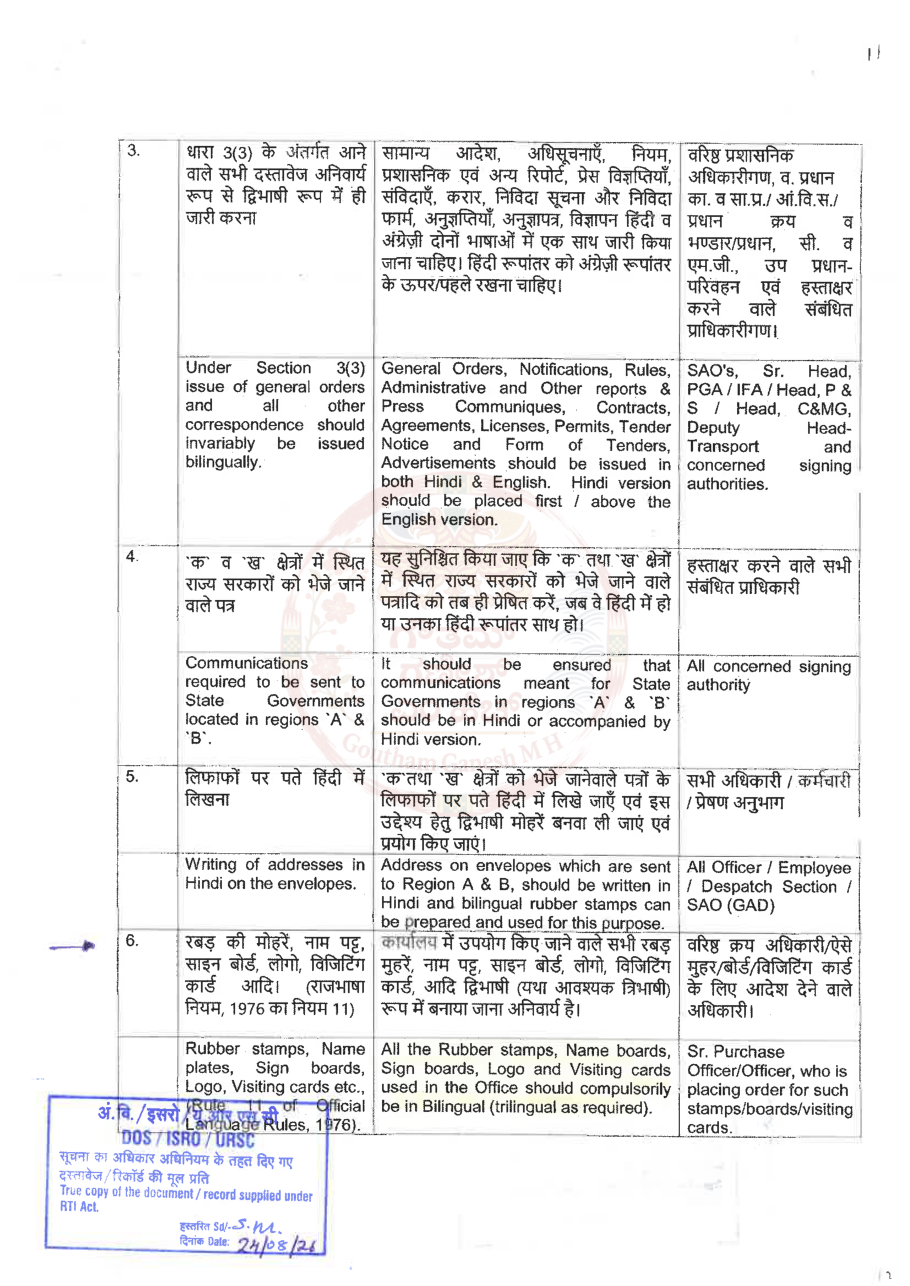 11
3.
धारा 3(3) के अंतर्गत आने
वाले सभी दस्तावेज अनिवार्य
रूप से द्विभाषी रूप में ही
जारी करना
सामान्य आदेश, अधिसूचनाएँ, नियम,
प्रशासनिक एवं अन्य रिपोर्ट, प्रेस विज्ञप्तियाँ,
संविदाएँ, करार, निविदा सूचना और निविदा
फार्म, अनुज्ञप्तियाँ, अनुज्ञापत्र, विज्ञापन हिंदी व
अंग्रेज़ी दोनों भाषाओं में एक साथ जारी किया
जाना चाहिए। हिंदी रूपांतर को अंग्रेज़ी रूपांतर
के ऊपर/पहले रखना चाहिए।
वरिष्ठ प्रशासनिक
अधिकारीगण, व. प्रधान
का. व सा.प्र./ आं.वि.स./
प्रधान क्रय व
भण्डार/प्रधान, सी. व
एम.जी., उप प्रधान-
परिवहन एवं हस्ताक्षर
करने वाले संबंधित
प्राधिकारीगण।
Under Section 3(3)
issue of general orders
and all other
correspondence should
invariably be issued
bilingually.
General Orders, Notifications, Rules,
Administrative and Other reports &
Press Communiques, Contracts,
Agreements, Licenses, Permits, Tender
Notice and Form of Tenders,
Advertisements should be issued in
both Hindi & English. Hindi version
should be placed first / above the
English version.
SAO's, Sr. Head,
PGA / IFA / Head, P &
S / Head, C&MG,
Deputy Head-
Transport and
concerned signing
authorities.
4.
`क` व `ख` क्षेत्रों में स्थित
राज्य सरकारों को भेजे जाने
वाले पत्र
यह सुनिश्चित किया जाए कि `क` तथा `ख` क्षेत्रों
में स्थित राज्य सरकारों को भेजे जाने वाले
पत्रादि को तब ही प्रेषित करें, जब वे हिंदी में हो
या उनका हिंदी रूपांतर साथ हो।
हस्ताक्षर करने वाले सभी
संबंधित प्राधिकारी
Communications
required to be sent to
State Governments
located in regions `A` &
`B`.
It should be ensured that
communications meant for State
Governments in regions `A` & `B`
should be in Hindi or accompanied by
Hindi version.
All concerned signing
authority
5.
लिफाफों पर पते हिंदी में
लिखना
`क`तथा `ख` क्षेत्रों को भेजे जानेवाले पत्रों के
लिफाफों पर पते हिंदी में लिखे जाएँ एवं इस
उद्देश्य हेतु द्विभाषी मोहरें बनवा ली जाएं एवं
प्रयोग किए जाएं।
सभी अधिकारी / कर्मचारी
/ प्रेषण अनुभाग
Writing of addresses in
Hindi on the envelopes.
Address on envelopes which are sent
to Region A & B, should be written in
Hindi and bilingual rubber stamps can
be prepared and used for this purpose.
All Officer / Employee
/ Despatch Section /
SAO (GAD)
6.
रबड़ की मोहरें, नाम पट्ट,
साइन बोर्ड, लोगो, विजिटिंग
कार्ड आदि। (राजभाषा
नियम, 1976 का नियम 11)
कार्यालय में उपयोग किए जाने वाले सभी रबड़
मुहरें, नाम पट्ट, साइन बोर्ड, लोगो, विजिटिंग
कार्ड, आदि द्विभाषी (यथा आवश्यक त्रिभाषी)
रूप में बनाया जाना अनिवार्य है।
वरिष्ठ क्रय अधिकारी/ऐसे
मुहर/बोर्ड/विजिटिंग कार्ड
के लिए आदेश देने वाले
अधिकारी।
Rubber stamps, Name
plates, Sign boards,
Logo, Visiting cards etc.,
(Rule 11 of Official
Language Rules, 1976).
All the Rubber stamps, Name boards,
Sign boards, Logo and Visiting cards
used in the Office should compulsorily
be in Bilingual (trilingual as required).
Sr. Purchase
Officer/Officer, who is
placing order for such
stamps/boards/visiting
cards.
अं.वि./इसरो/यू आर एस सी
DOS / ISRO / URSC
सूचना का अधिकार अधिनियम के तहत दिए गए
दस्तावेज/रिकॉर्ड की मूल प्रति
True copy of the document / record supplied under
RTI Act.
हस्तरित Sd/- S.M.
दिनांक Date: 24/08/26
Goutham Ganesh M H